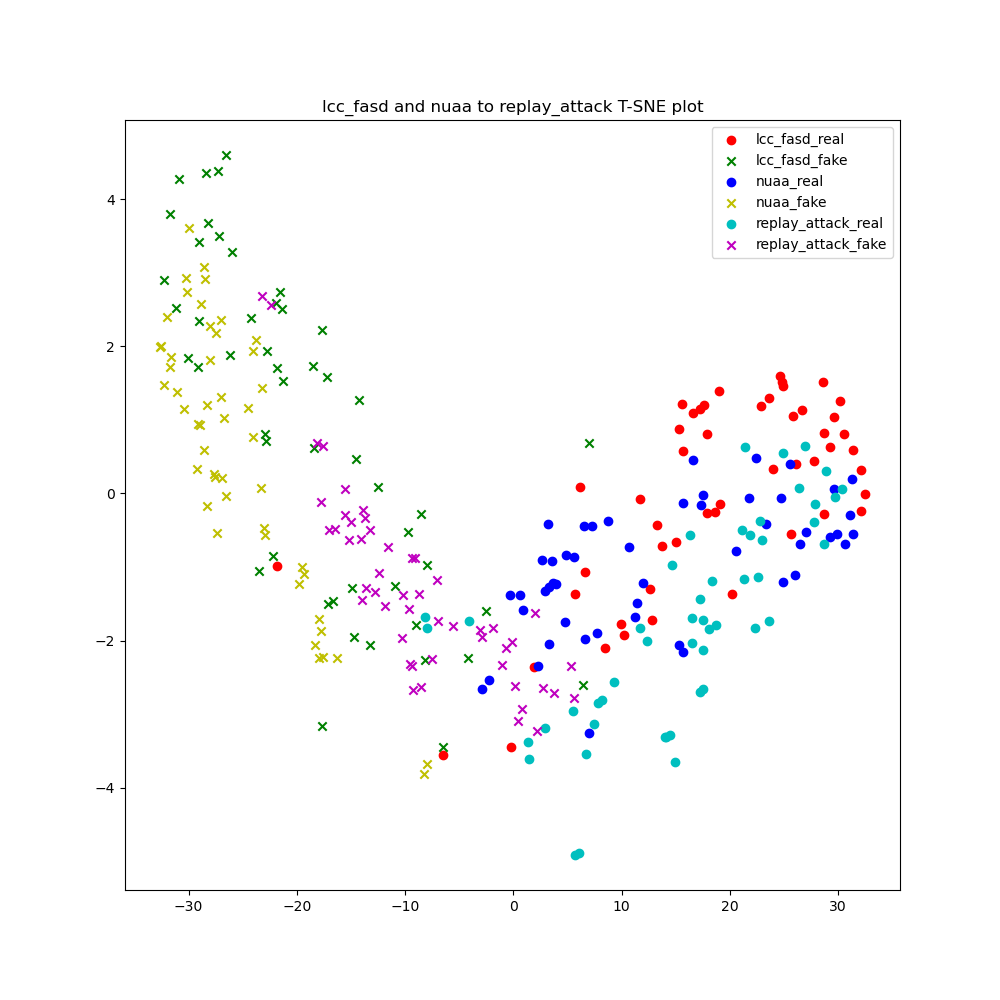 lcc_fasd and nuaa to replay_attack T-SNE plot
lcc_fasd_real
lcc_fasd_fake
nuaa_real
nuaa_fake
replay_attack_real
replay_attack_fake
4
2
0
−2
−4
−30 −20 −10 0 10 20 30